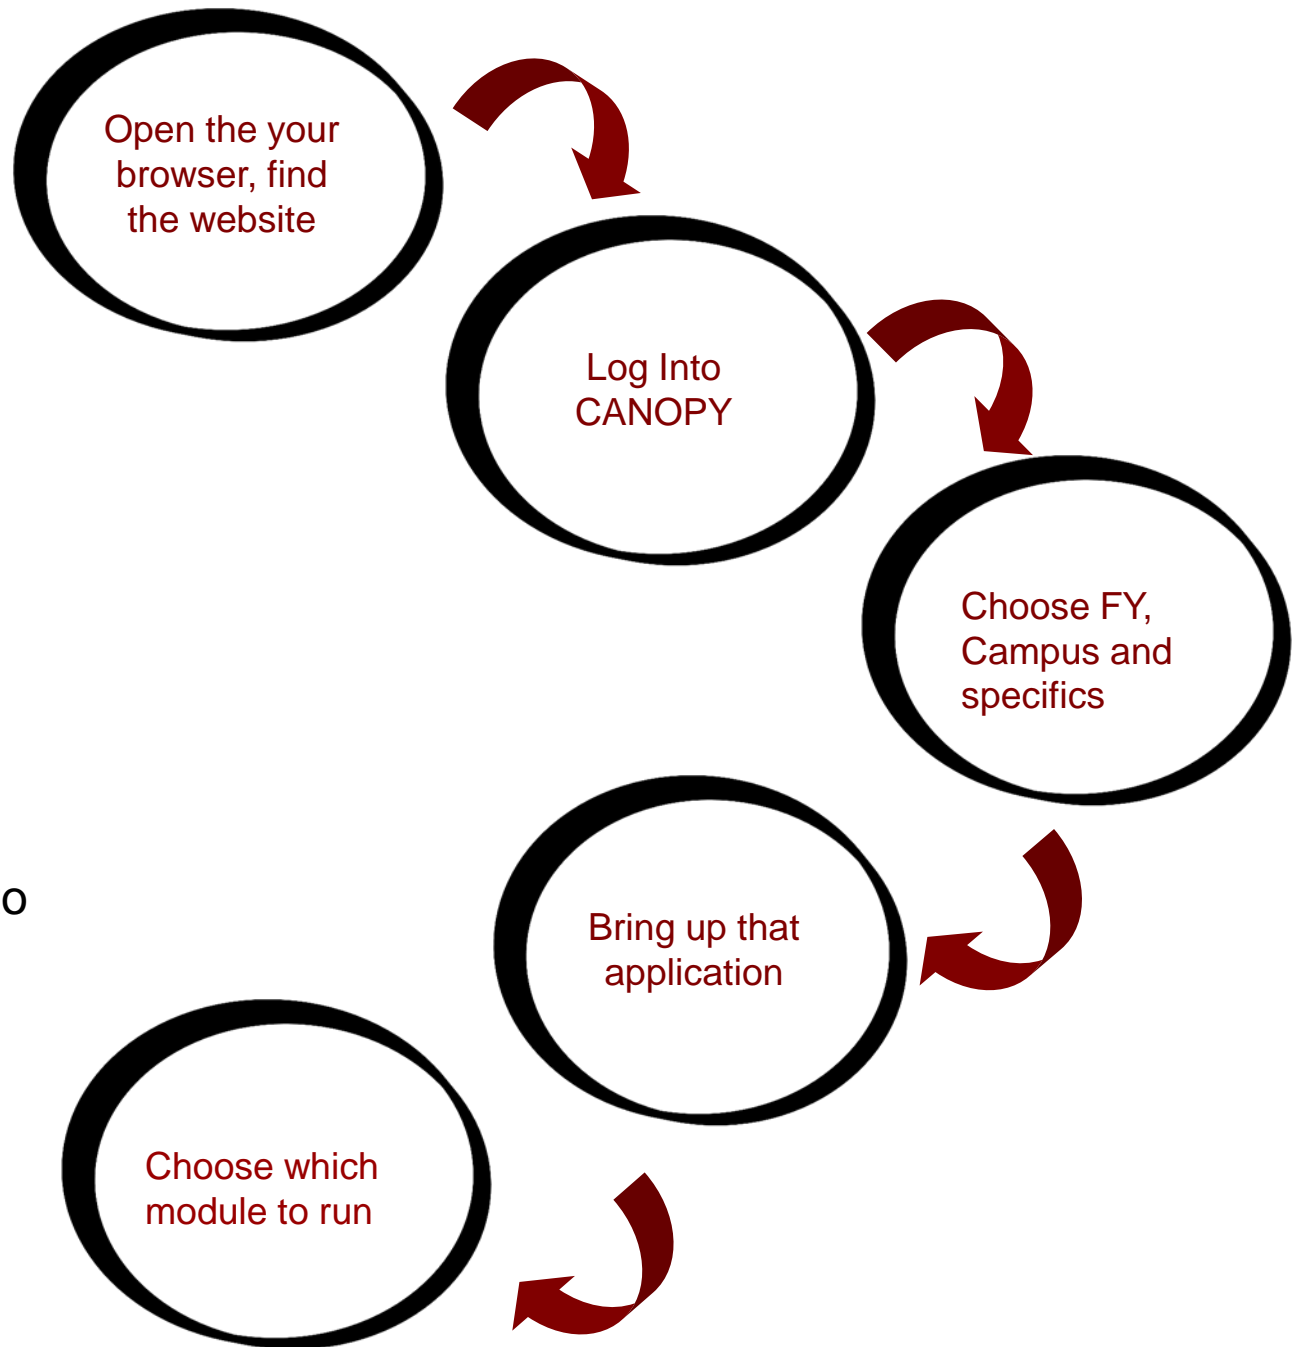 Open the your
browser, find
the website
Log Into
CANOPY
Choose FY,
Campus and
specifics
Bring up that
application
o
Choose which
module to run